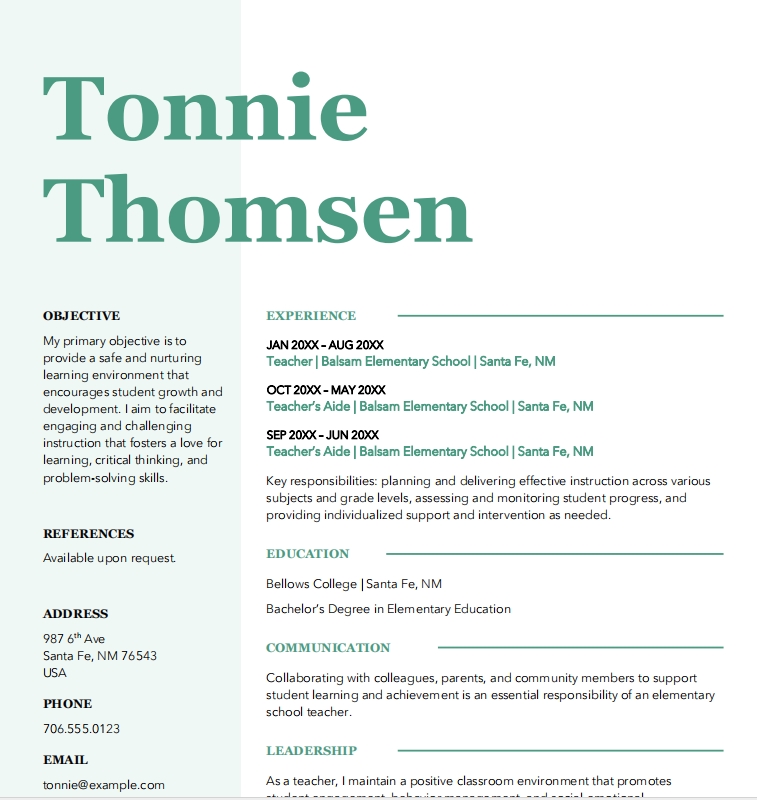 Tonnie
Thomsen
OBJECTIVE
My primary objective is to
provide a safe and nurturing
learning environment that
encourages student growth and
development. I aim to facilitate
engaging and challenging
instruction that fosters a love for
learning, critical thinking, and
problem-solving skills.
REFERENCES
Available upon request.
ADDRESS
987 6th Ave
Santa Fe, NM 76543
USA
PHONE
706.555.0123
EMAIL
tonnie@example.com
EXPERIENCE
JAN 20XX – AUG 20XX
Teacher | Balsam Elementary School | Santa Fe, NM
OCT 20XX – MAY 20XX
Teacher’s Aide | Balsam Elementary School | Santa Fe, NM
SEP 20XX – JUN 20XX
Teacher’s Aide | Balsam Elementary School | Santa Fe, NM
Key responsibilities: planning and delivering effective instruction across various
subjects and grade levels, assessing and monitoring student progress, and
providing individualized support and intervention as needed.
EDUCATION
Bellows College | Santa Fe, NM
Bachelor’s Degree in Elementary Education
COMMUNICATION
Collaborating with colleagues, parents, and community members to support
student learning and achievement is an essential responsibility of an elementary
school teacher.
LEADERSHIP
As a teacher, I maintain a positive classroom environment that promotes